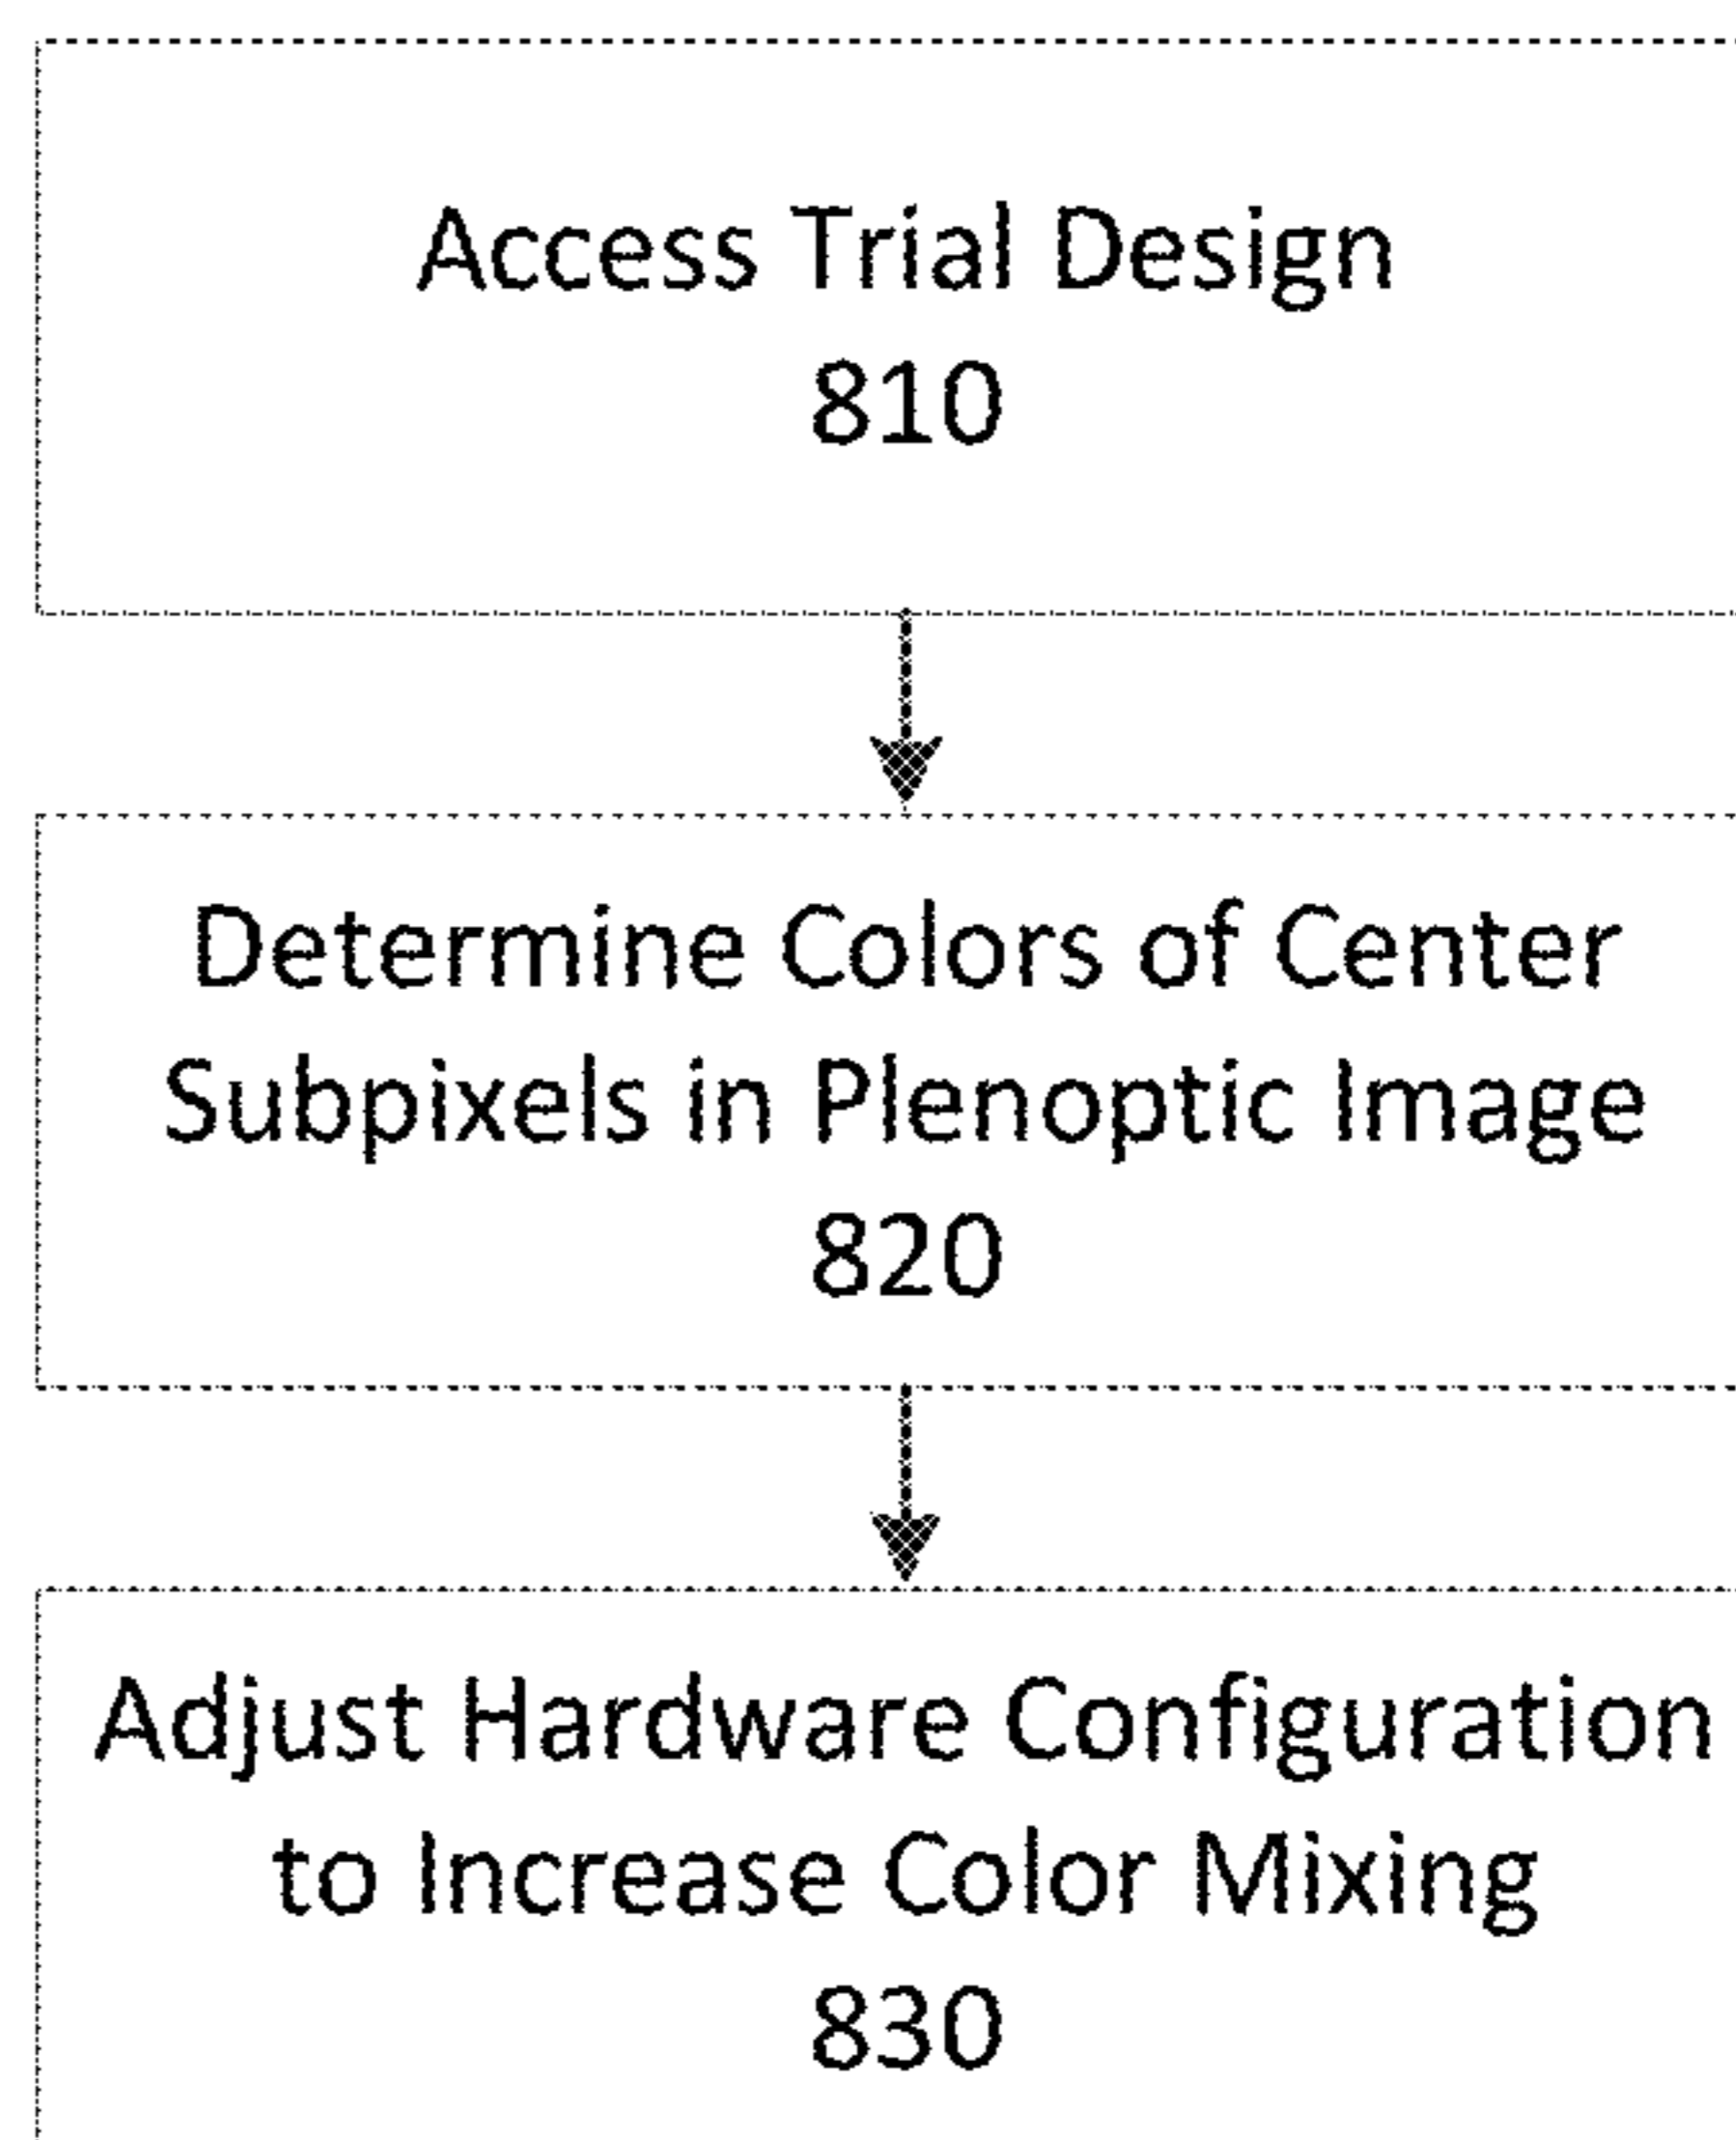 Access Trial Design
810
Determine Colors of Center
Subpixels in Plenoptic Image
820
Adjust Hardware Configuration
to Increase Color Mixing
830